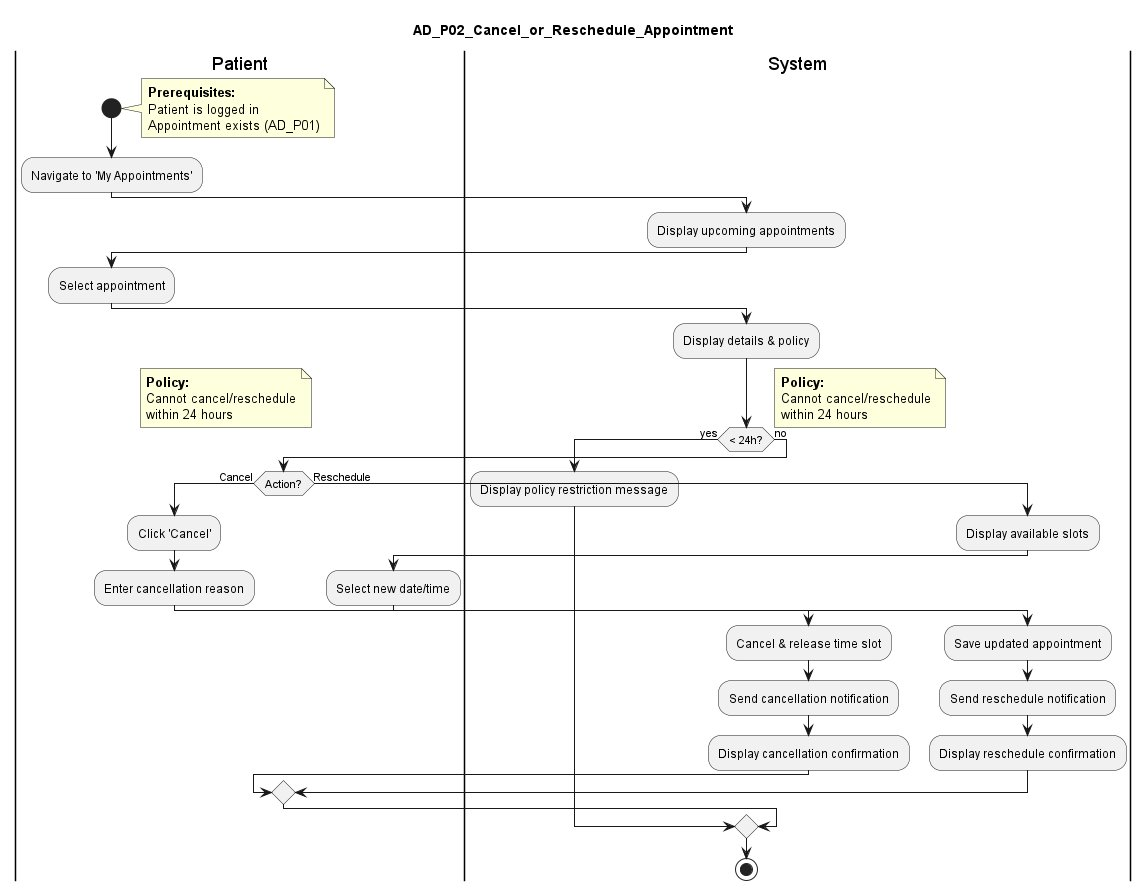 AD_P02_Cancel_or_Reschedule_Appointment
Patient
System
Prerequisites:
Patient is logged in
Appointment exists (AD_P01)
Navigate to 'My Appointments'
Display upcoming appointments
Select appointment
Display details & policy
Policy:
Cannot cancel/reschedule
within 24 hours
Policy:
Cannot cancel/reschedule
within 24 hours
yes
< 24h?
no
Cancel
Action?
Reschedule
Display policy restriction message
Click 'Cancel'
Display available slots
Enter cancellation reason
Select new date/time
Cancel & release time slot
Save updated appointment
Send cancellation notification
Send reschedule notification
Display cancellation confirmation
Display reschedule confirmation